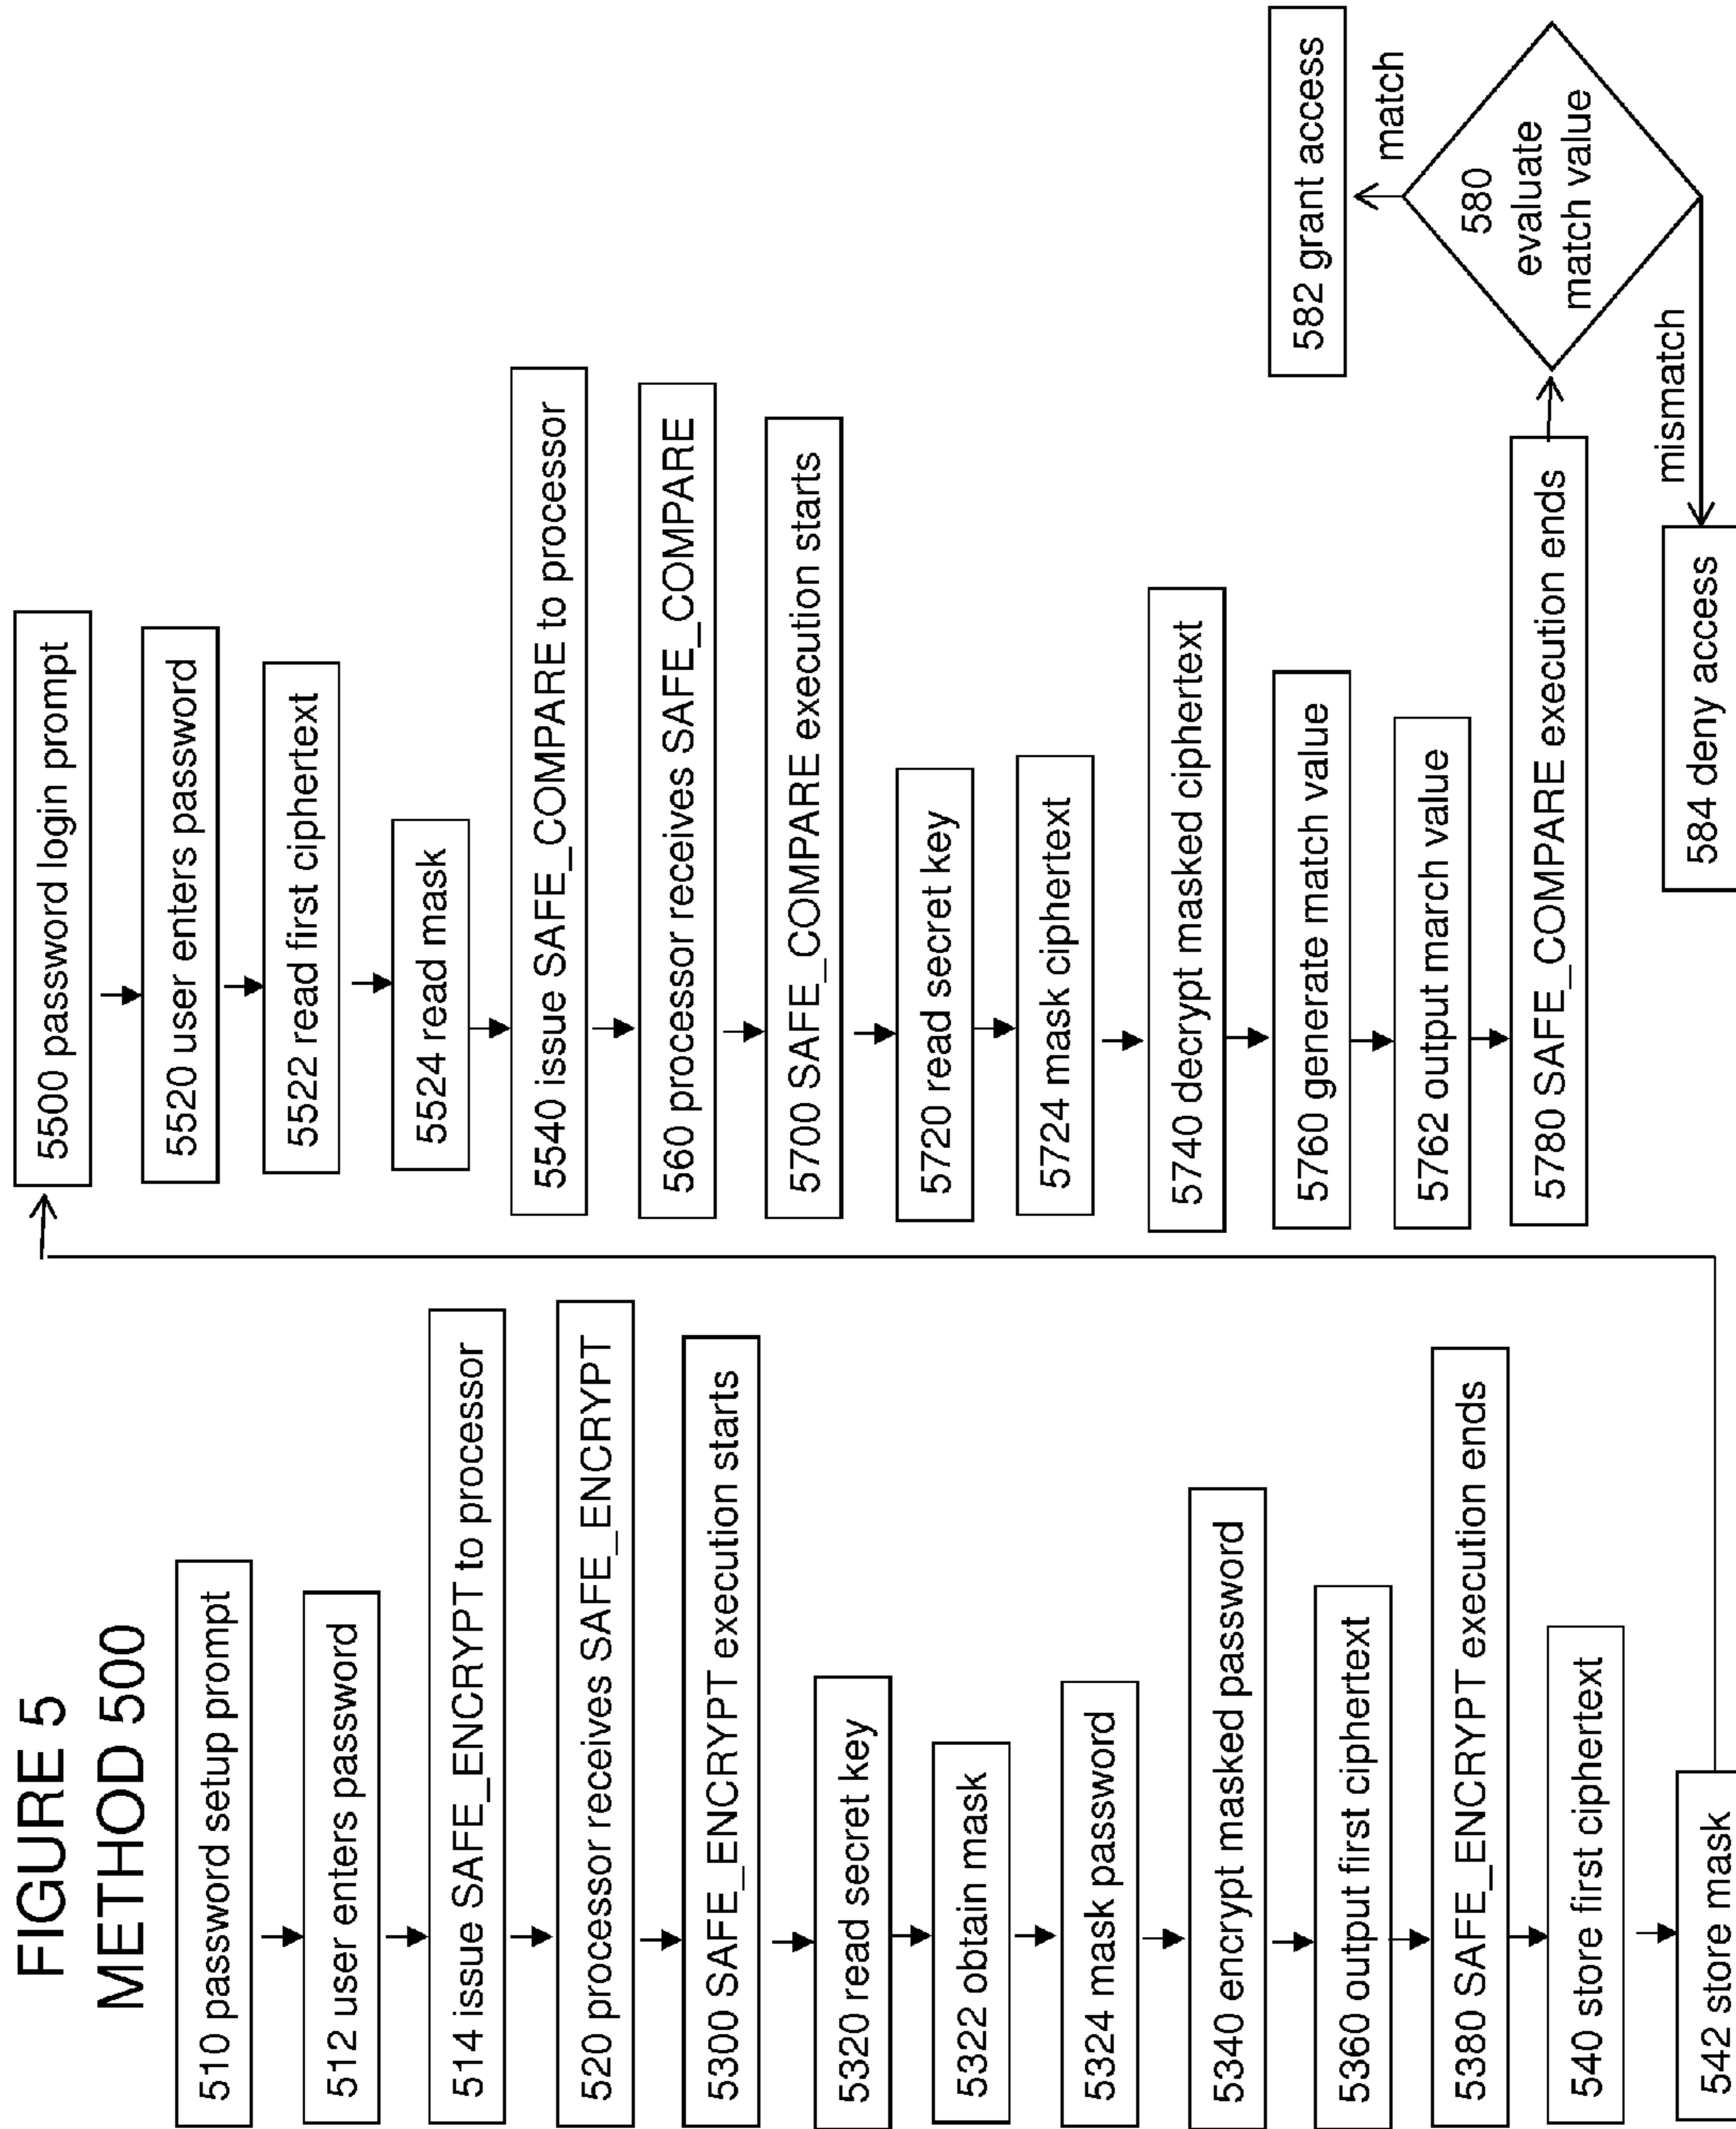 FIGURE 5
METHOD 500
510 password setup prompt
512 user enters password
514 issue SAFE_ENCRYPT to processor
520 processor receives SAFE_ENCRYPT
5300 SAFE_ENCRYPT execution starts
5320 read secret key
5322 obtain mask
5324 mask password
5340 encrypt masked password
5360 output first ciphertext
5380 SAFE_ENCRYPT execution ends
540 store first ciphertext
542 store mask
5500 password login prompt
5520 user enters password
5522 read first ciphertext
5524 read mask
5540 issue SAFE_COMPARE to processor
560 processor receives SAFE_COMPARE
5700 SAFE_COMPARE execution starts
5720 read secret key
5724 mask ciphertext
5740 decrypt masked ciphertext
5760 generate match value
5762 output march value
5780 SAFE_COMPARE execution ends
580
evaluate
match value
match
582 grant access
mismatch
584 deny access